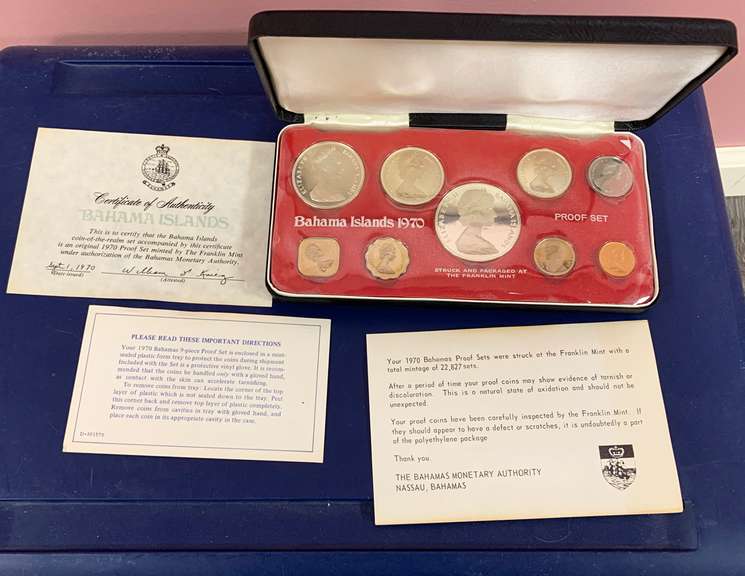 Certificate of Authenticity
BAHAMA ISLANDS
This is to certify that the Bahama Islands
coin-of-the-realm set accompanied by this certificate
is an original 1970 Proof Set minted by The Franklin Mint
under authorization of the Bahamas Monetary Authority.
Sept. 1, 1970
(Date issued)
(Attested)
Bahama Islands 1970
PROOF SET
STRUCK AND PACKAGED AT
THE FRANKLIN MINT
PLEASE READ THESE IMPORTANT DIRECTIONS
Your 1970 Bahamas 9-piece Proof Set is enclosed in a mint-
sealed plastic form tray to protect the coins during shipment
Included with the Set is a protective vinyl glove. It is recom-
mended that the coins be handled only with a gloved hand,
as contact with the skin can accelerate tarnishing.
To remove coins from tray: Locate the corner of the top
layer of plastic which is not sealed down to the tray. Peel
this corner back and remove top layer of plastic completely.
Remove coins from cavities in tray with gloved hand, and
place each coin in its appropriate cavity in the case.
Your 1970 Bahamas Proof Sets were struck at the Franklin Mint with a
total mintage of 22,827 sets.
After a period of time your proof coins may show evidence of tarnish or
discoloration. This is a natural state of oxidation and should not be
unexpected.
Your proof coins have been carefully inspected by the Franklin Mint. If
they should appear to have a defect or scratches, it is undoubtedly a part
of the polyethylene package
Thank you.
THE BAHAMAS MONETARY AUTHORITY
NASSAU, BAHAMAS